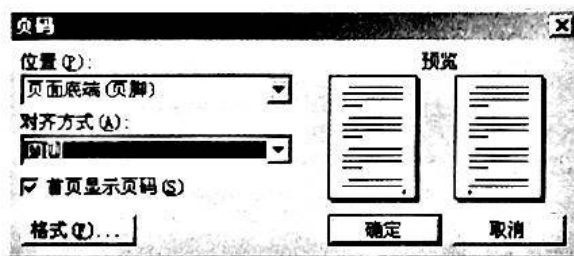 页码
位置(P):
预览
页面底端(页脚)
对齐方式(A):
首页显示页码(S)
格式(F)...
确定
取消